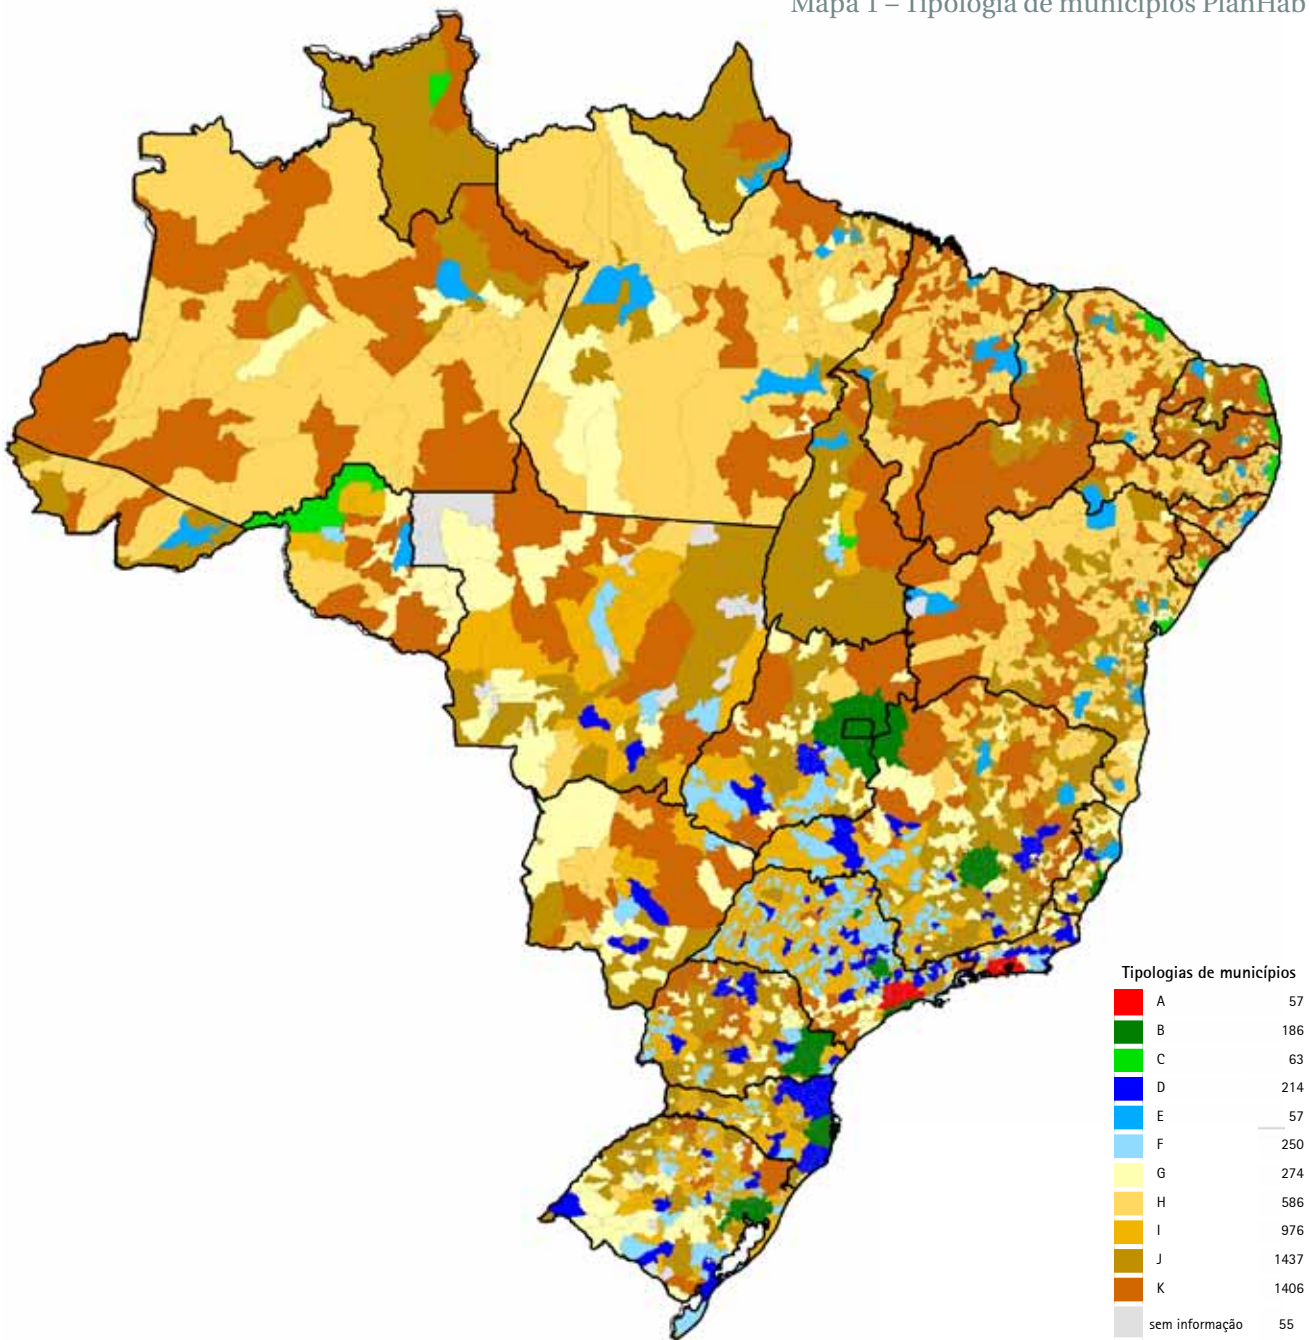 Mapa 1 – Tipologia de municípios PlanHab
Tipologias de municípios
A 57
B 186
C 63
D 214
E 57
F 250
G 274
H 586
I 976
J 1437
K 1406
sem informação 55